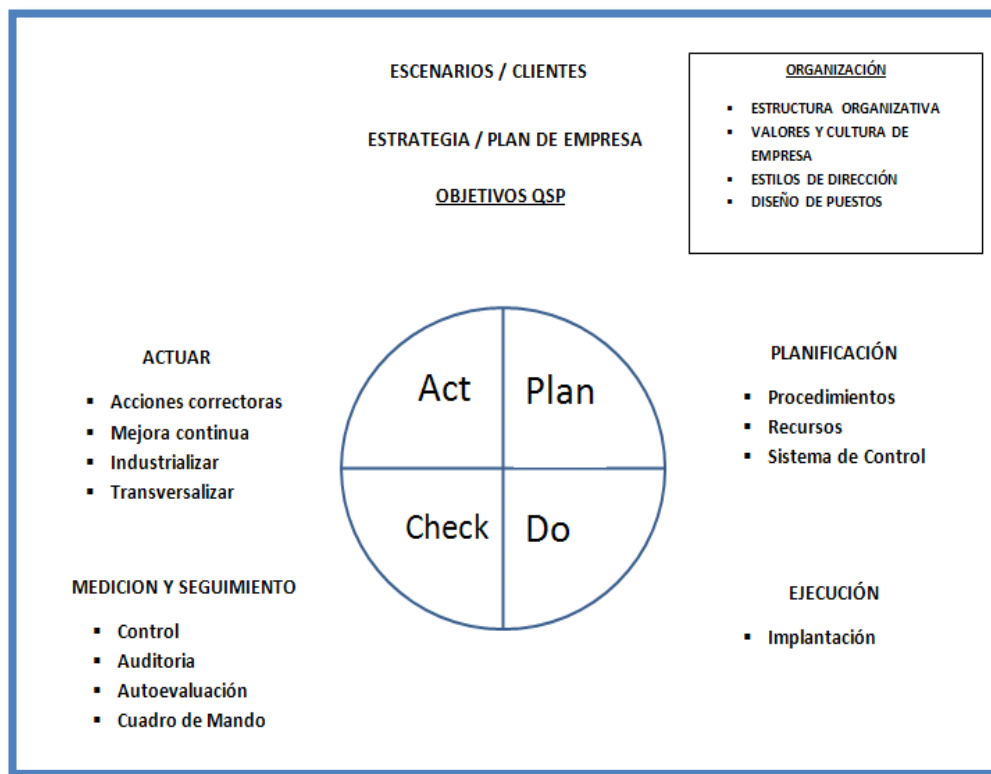 ESCENARIOS / CLIENTES
ESTRATEGIA / PLAN DE EMPRESA
OBJETIVOS QSP
ORGANIZACIÓN
▪ ESTRUCTURA ORGANIZATIVA
▪ VALORES Y CULTURA DE
EMPRESA
▪ ESTILOS DE DIRECCIÓN
▪ DISEÑO DE PUESTOS
ACTUAR
▪ Acciones correctoras
▪ Mejora continua
▪ Industrializar
▪ Transversalizar
Act
Plan
Check
Do
PLANIFICACIÓN
▪ Procedimientos
▪ Recursos
▪ Sistema de Control
MEDICION Y SEGUIMIENTO
▪ Control
▪ Auditoria
▪ Autoevaluación
▪ Cuadro de Mando
EJECUCIÓN
▪ Implantación